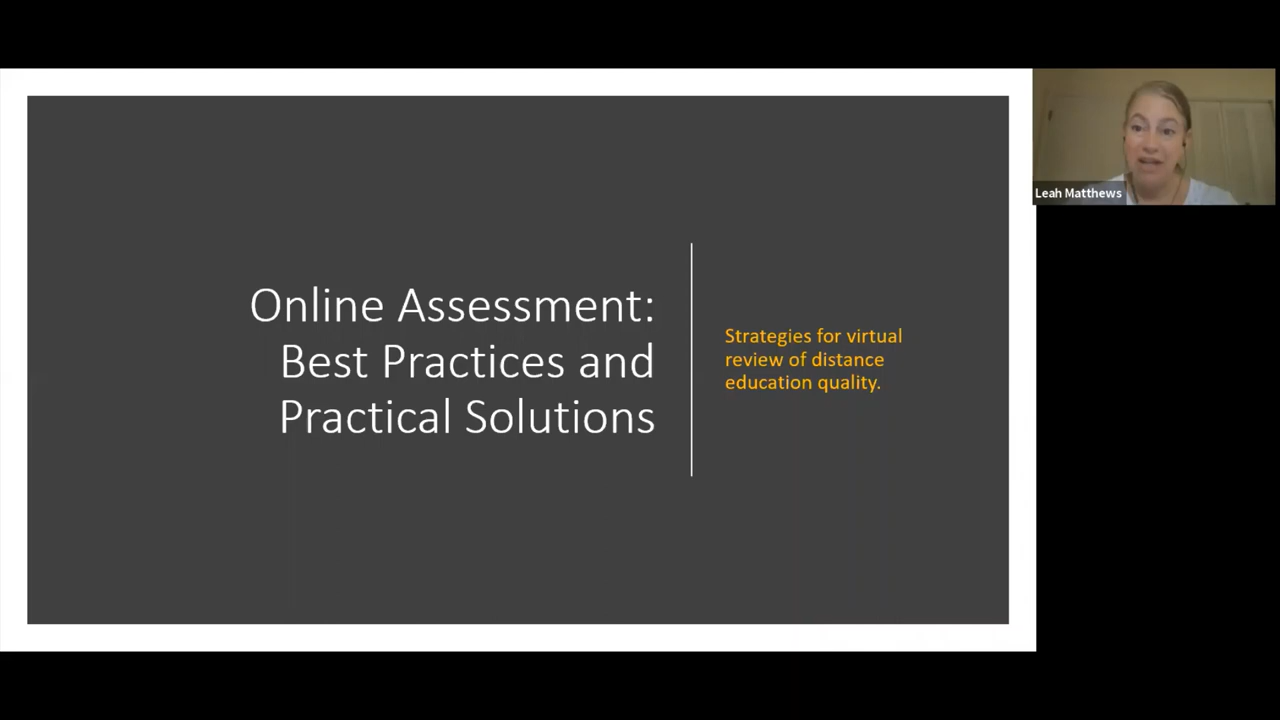 Online Assessment:
Best Practices and
Practical Solutions
Strategies for virtual
review of distance
education quality.
Leah Matthews